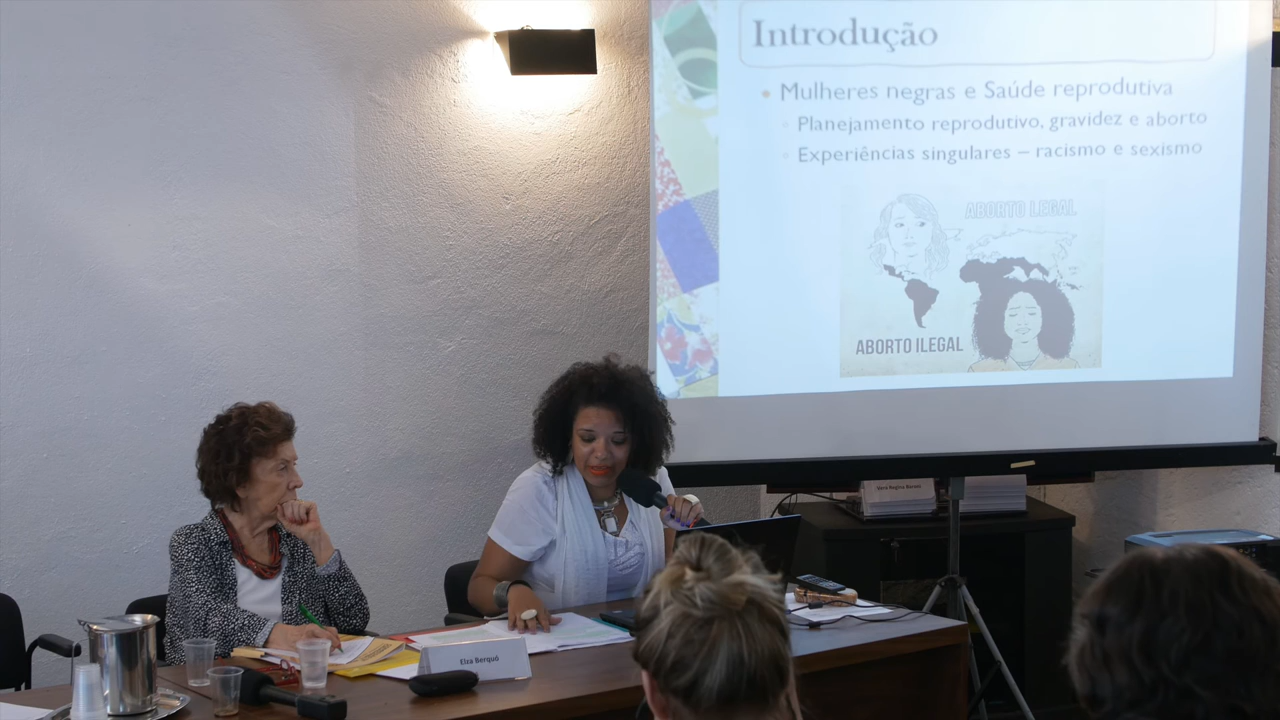 Introdução
Mulheres negras e Saúde reprodutiva
Planejamento reprodutivo, gravidez e aborto
Experiências singulares – racismo e sexismo
ABORTO LEGAL
ABORTO ILEGAL
Elza Berquó